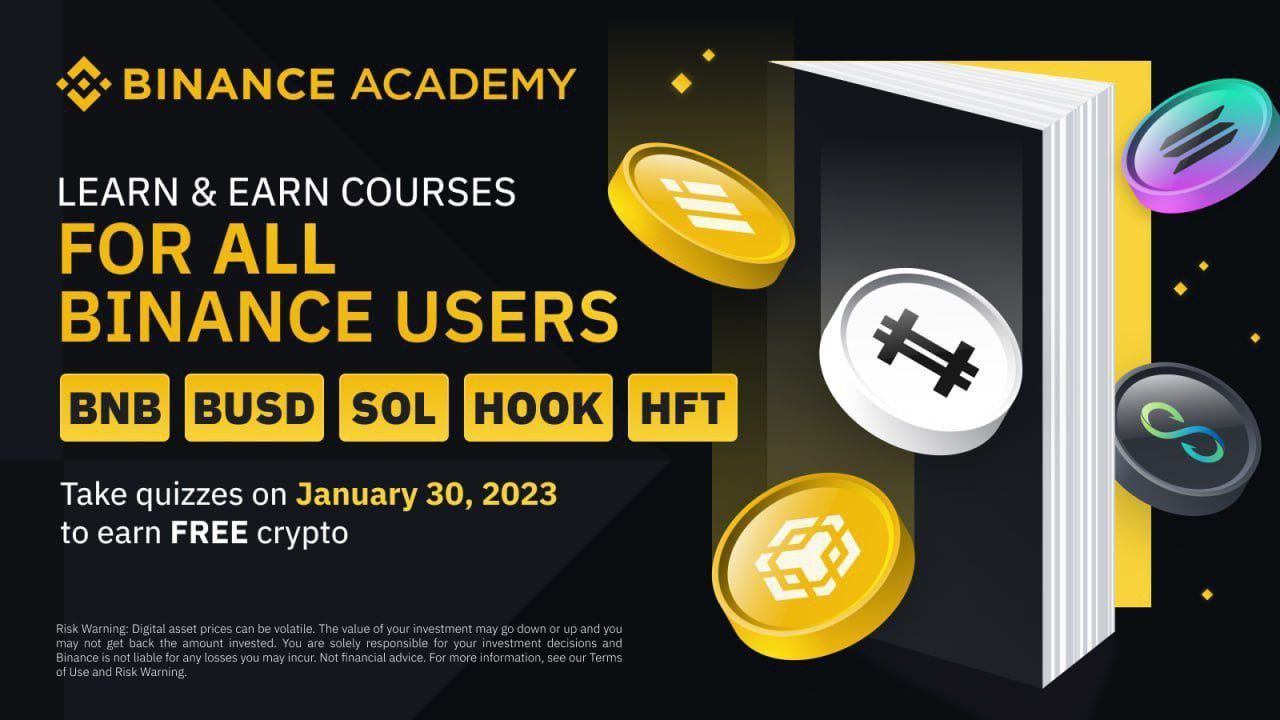 BINANCE ACADEMY
LEARN & EARN COURSES
FOR ALL
BINANCE USERS
BNB BUSD SOL HOOK HFT
Take quizzes on January 30, 2023
to earn FREE crypto
Risk Warning: Digital asset prices can be volatile. The value of your investment may go down or up and you
may not get back the amount invested. You are solely responsible for your investment decisions and
Binance is not liable for any losses you may incur. Not financial advice. For more information, see our Terms
of Use and Risk Warning.